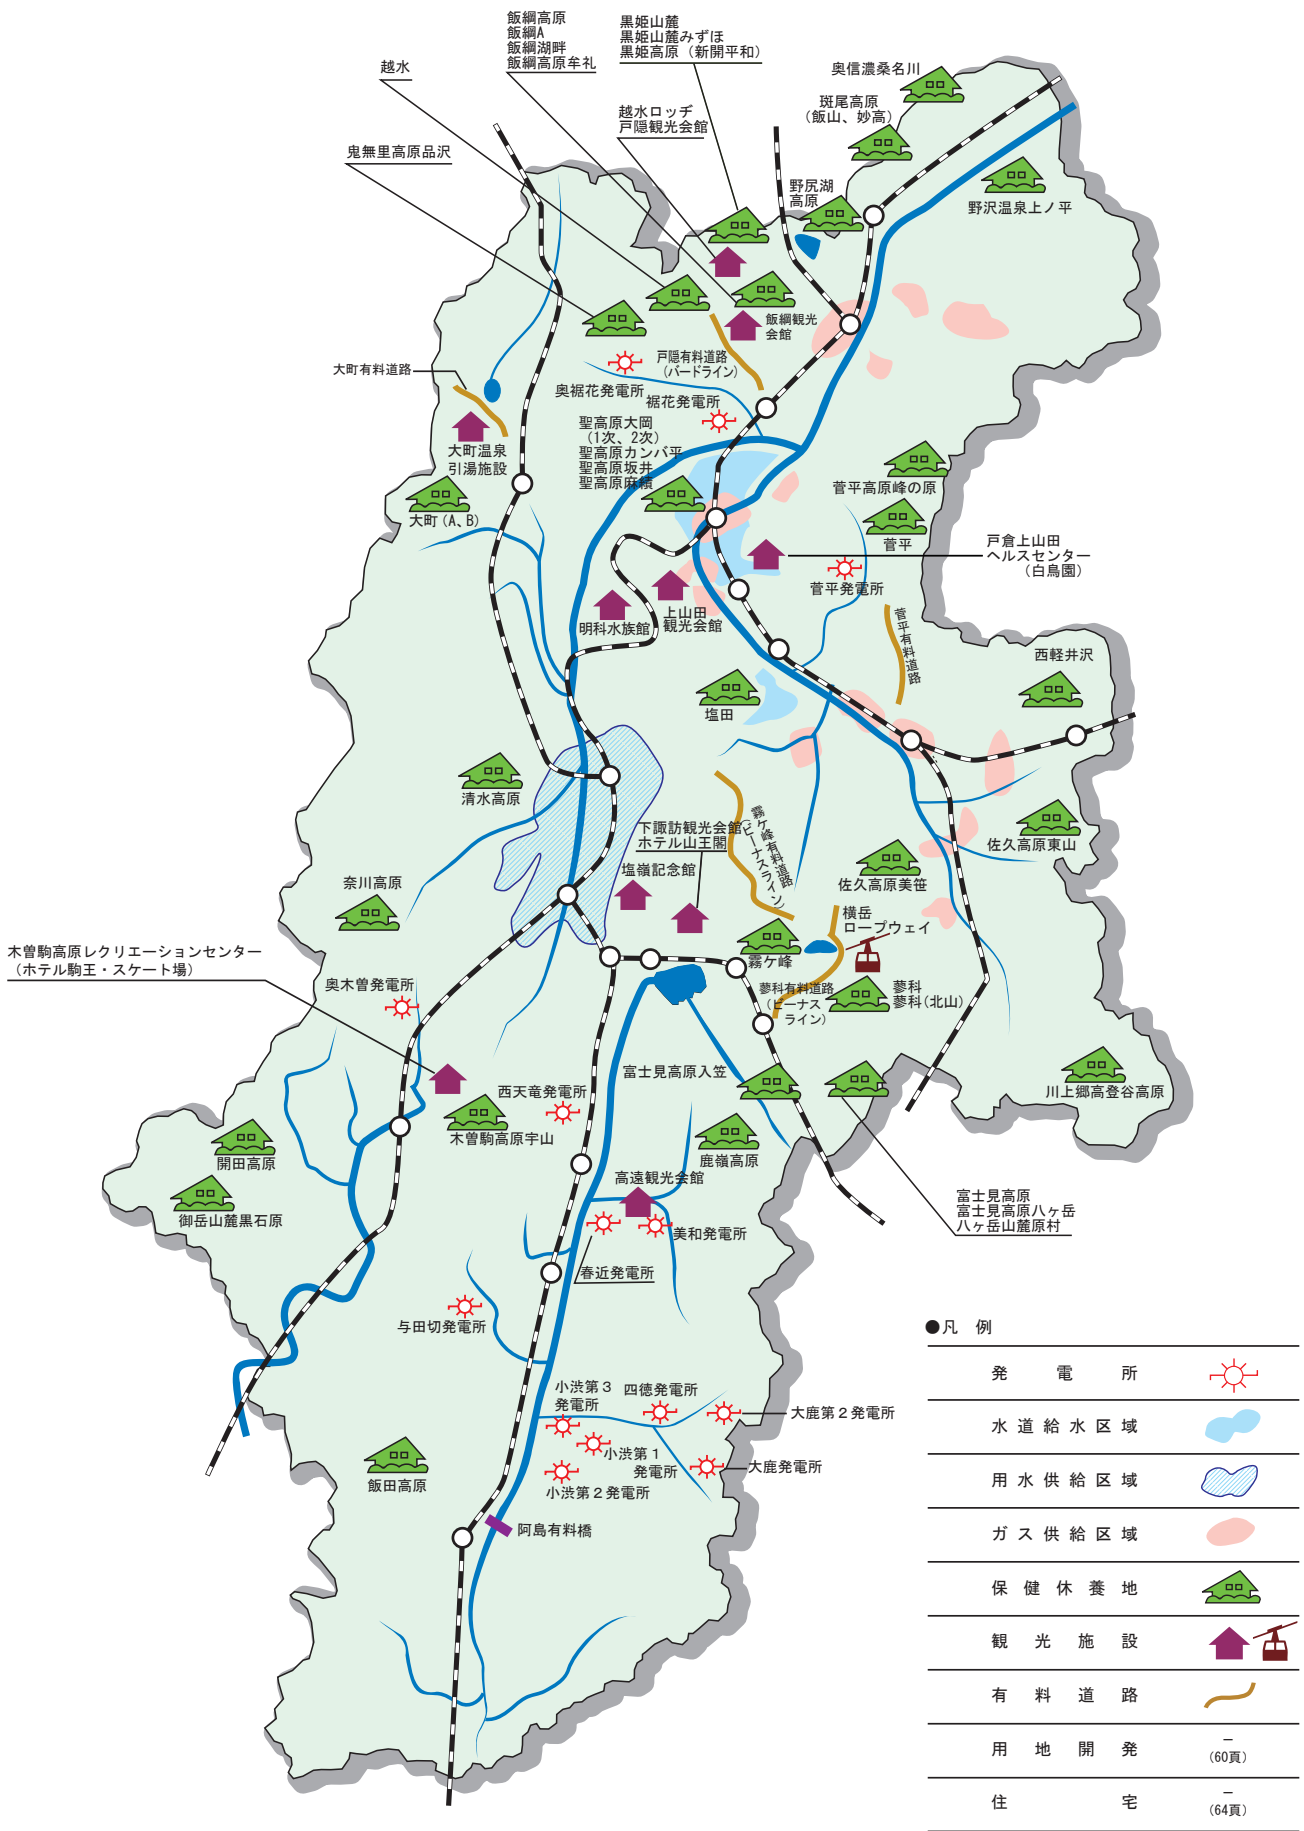 飯綱高原
飯綱A
飯綱湖畔
飯綱高原牟礼
黒姫山麓
黒姫山麓みずほ
黒姫高原（新開平和）
越水
奥信濃桑名川
斑尾高原
（飯山、妙高）
越水ロッヂ
戸隠観光会館
鬼無里高原品沢
野尻湖
高原
野沢温泉上ノ平
飯綱観光
会館
戸隠有料道路
（バードライン）
大町有料道路
奥裾花発電所
裾花発電所
聖高原大岡
（1次、2次）
聖高原カンバ平
聖高原坂井
聖高原麻績
大町温泉
引湯施設
大町（A、B）
菅平高原峰の原
菅平
戸倉上山田
ヘルスセンター
（白鳥園）
菅平発電所
明科水族館
上山田
観光会館
菅平有料道路
西軽井沢
塩田
清水高原
霧ケ峰有料道路
（ビーナスライン）
下諏訪観光会館
ホテル山王閣
佐久高原東山
塩嶺記念館
佐久高原美笹
奈川高原
横岳
ロープウェイ
木曽駒高原レクリエーションセンター
（ホテル駒王・スケート場）
霧ケ峰
奥木曽発電所
蓼科有料道路
（ビーナス
ライン）
蓼科
蓼科（北山）
富士見高原入笠
西天竜発電所
川上郷高登谷高原
木曽駒高原宇山
開田高原
鹿嶺高原
高遠観光会館
御岳山麓黒石原
富士見高原
富士見高原八ヶ岳
八ヶ岳山麓原村
美和発電所
春近発電所
与田切発電所
小渋第３
発電所
四徳発電所
大鹿第２発電所
小渋第１
発電所
大鹿発電所
飯田高原
小渋第２発電所
阿島有料橋
●凡 例
発電所
水道給水区域
用水供給区域
ガス供給区域
保健休養地
観光施設
有料道路
用地開発
－
（60頁）
住宅
－
（64頁）